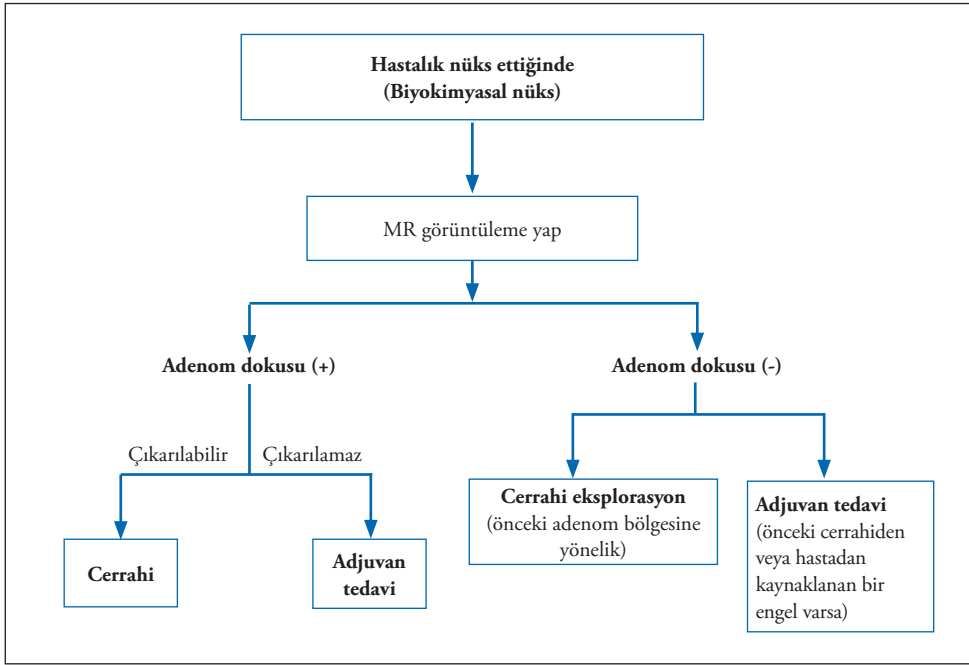 Hastalık nüks ettiğinde
(Biyokimyasal nüks)
MR görüntüleme yap
Adenom dokusu (+)
Adenom dokusu (-)
Çıkarılabilir
Çıkarılamaz
Cerrahi
Adjuvan
tedavi
Cerrahi eksplorasyon
(önceki adenom bölgesine
yönelik)
Adjuvan tedavi
(önceki cerrahiden
veya hastadan
kaynaklanan bir
engel varsa)